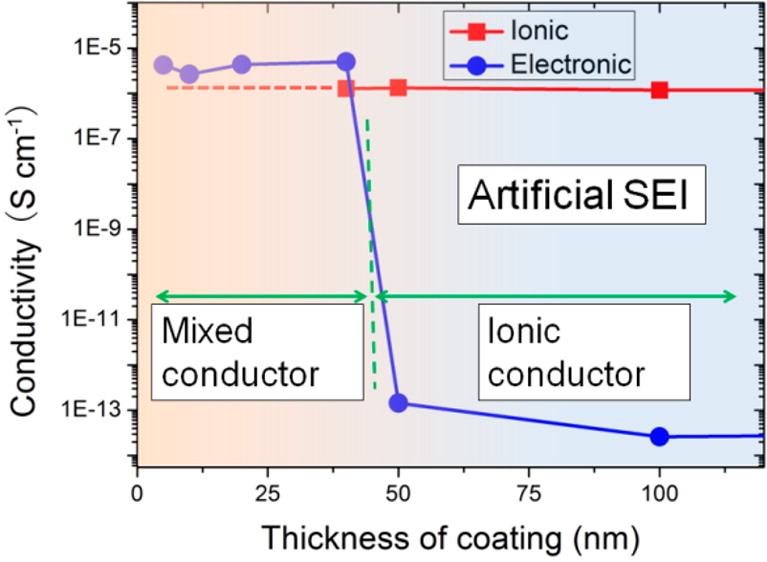 Ionic
Electronic
1E-5
1E-7
1E-9
1E-11
1E-13
Conductivity (S cm⁻¹)
Artificial SEI
Mixed
conductor
Ionic
conductor
0
25
50
75
100
Thickness of coating (nm)